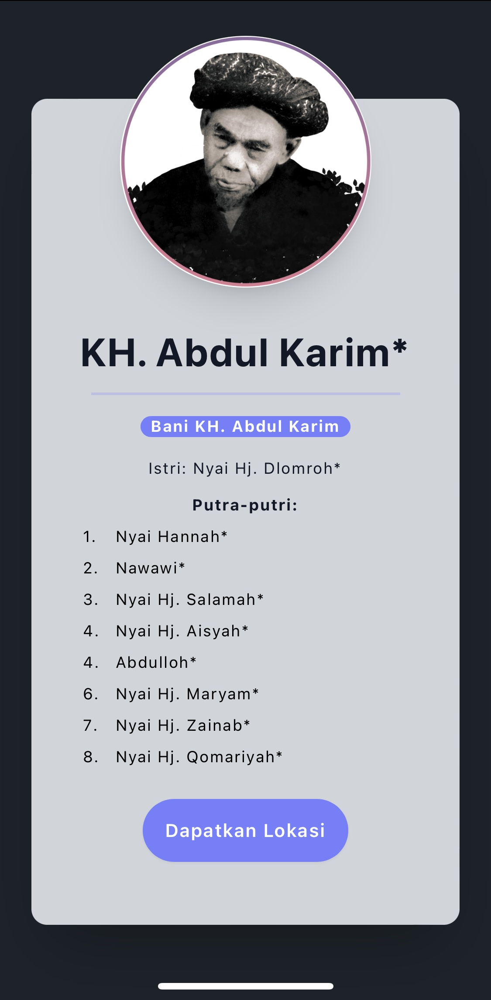 KH. Abdul Karim*
Bani KH. Abdul Karim
Istri: Nyai Hj. Dlomroh*
Putra-putri:
1. Nyai Hannah*
2. Nawawi*
3. Nyai Hj. Salamah*
4. Nyai Hj. Aisyah*
4. Abdulloh*
6. Nyai Hj. Maryam*
7. Nyai Hj. Zainab*
8. Nyai Hj. Qomariyah*
Dapatkan Lokasi